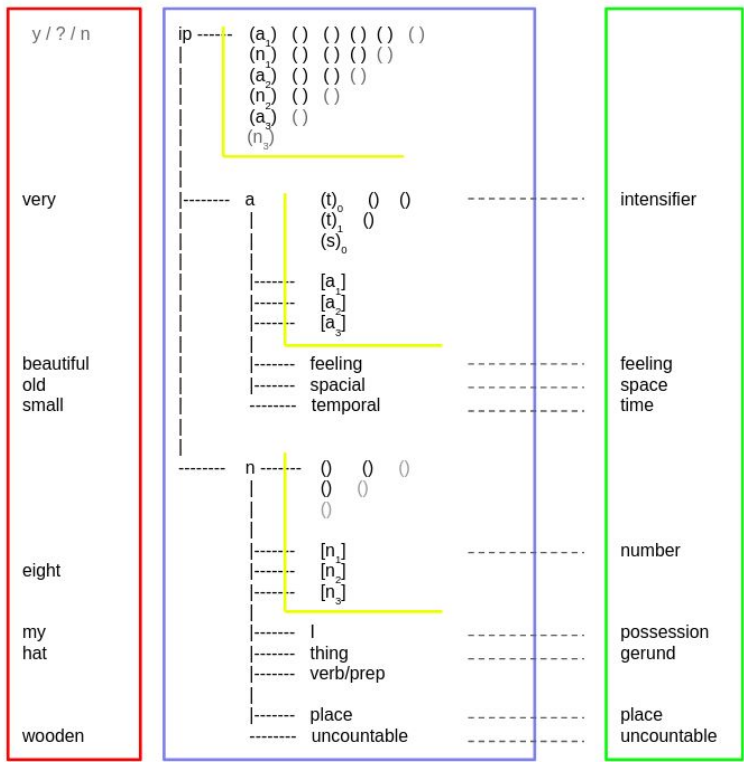 y / ? / n ip ------ (a1) ( ) ( ) ( ) ( ) ( )
(n1) ( ) ( ) ( ) ( )
(a2) ( ) ( ) ( )
(n2) ( ) ( )
(a3) ( )
(n3)
very |-------- a (t)0 () () intensifier
(t)1 ()
(s)0
|------- [a1]
|------- [a2]
|------- [a3]
beautiful |------- feeling feeling
old |------- spacial space
small -------- temporal time
-------- n ------- () () ()
() ()
()
|------- [n1] number
eight |------- [n2]
|------- [n3]
my |------- I possession
hat |------- thing gerund
|------- verb/prep
|------- place place
wooden -------- uncountable uncountable